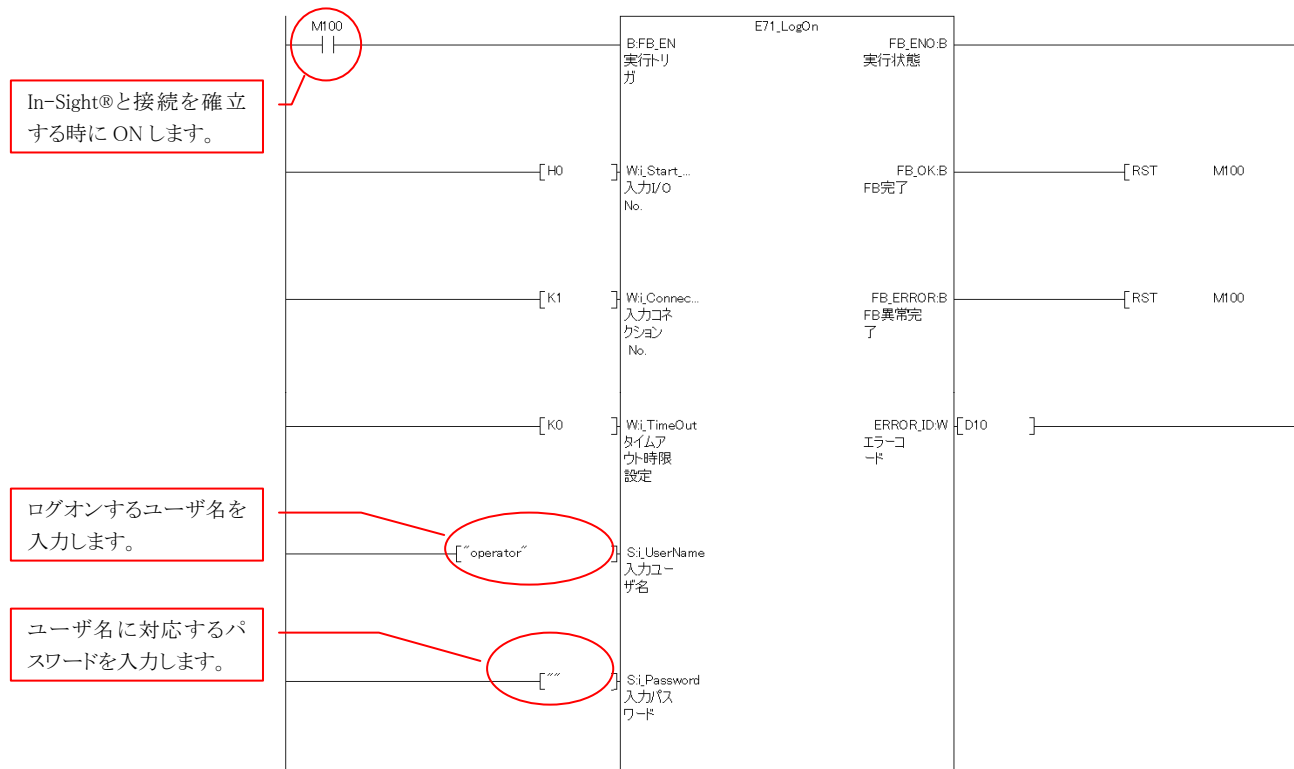 M100
E71_LogOn
B:FB_EN
実行トリ
ガ
FB_ENO:B
実行状態
In-Sight®と接続を確立
する時に ON します。
[H0 ]
W:i_Start_...
入力I/O
No.
FB_OK:B
FB完了
[RST M100
[K1 ]
W:i_Connec...
入力コネ
クション
No.
FB_ERROR:B
FB異常完
了
[RST M100
[K0 ]
W:i_TimeOut
タイムア
ウト時限
設定
ERROR_ID:W
エラーコ
ード
[D10 ]
ログオンするユーザ名を
入力します。
["operator" ]
S:i_UserName
入力ユー
ザ名
ユーザ名に対応するパ
スワードを入力します。
["" ]
S:i_Password
入力パス
ワード